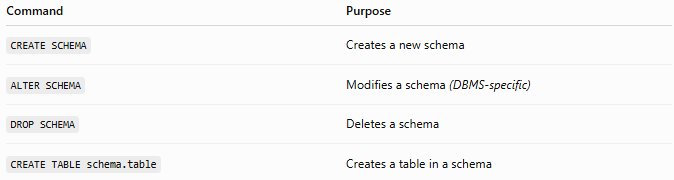 Command Purpose
CREATE SCHEMA Creates a new schema
ALTER SCHEMA Modifies a schema (DBMS-specific)
DROP SCHEMA Deletes a schema
CREATE TABLE schema.table Creates a table in a schema